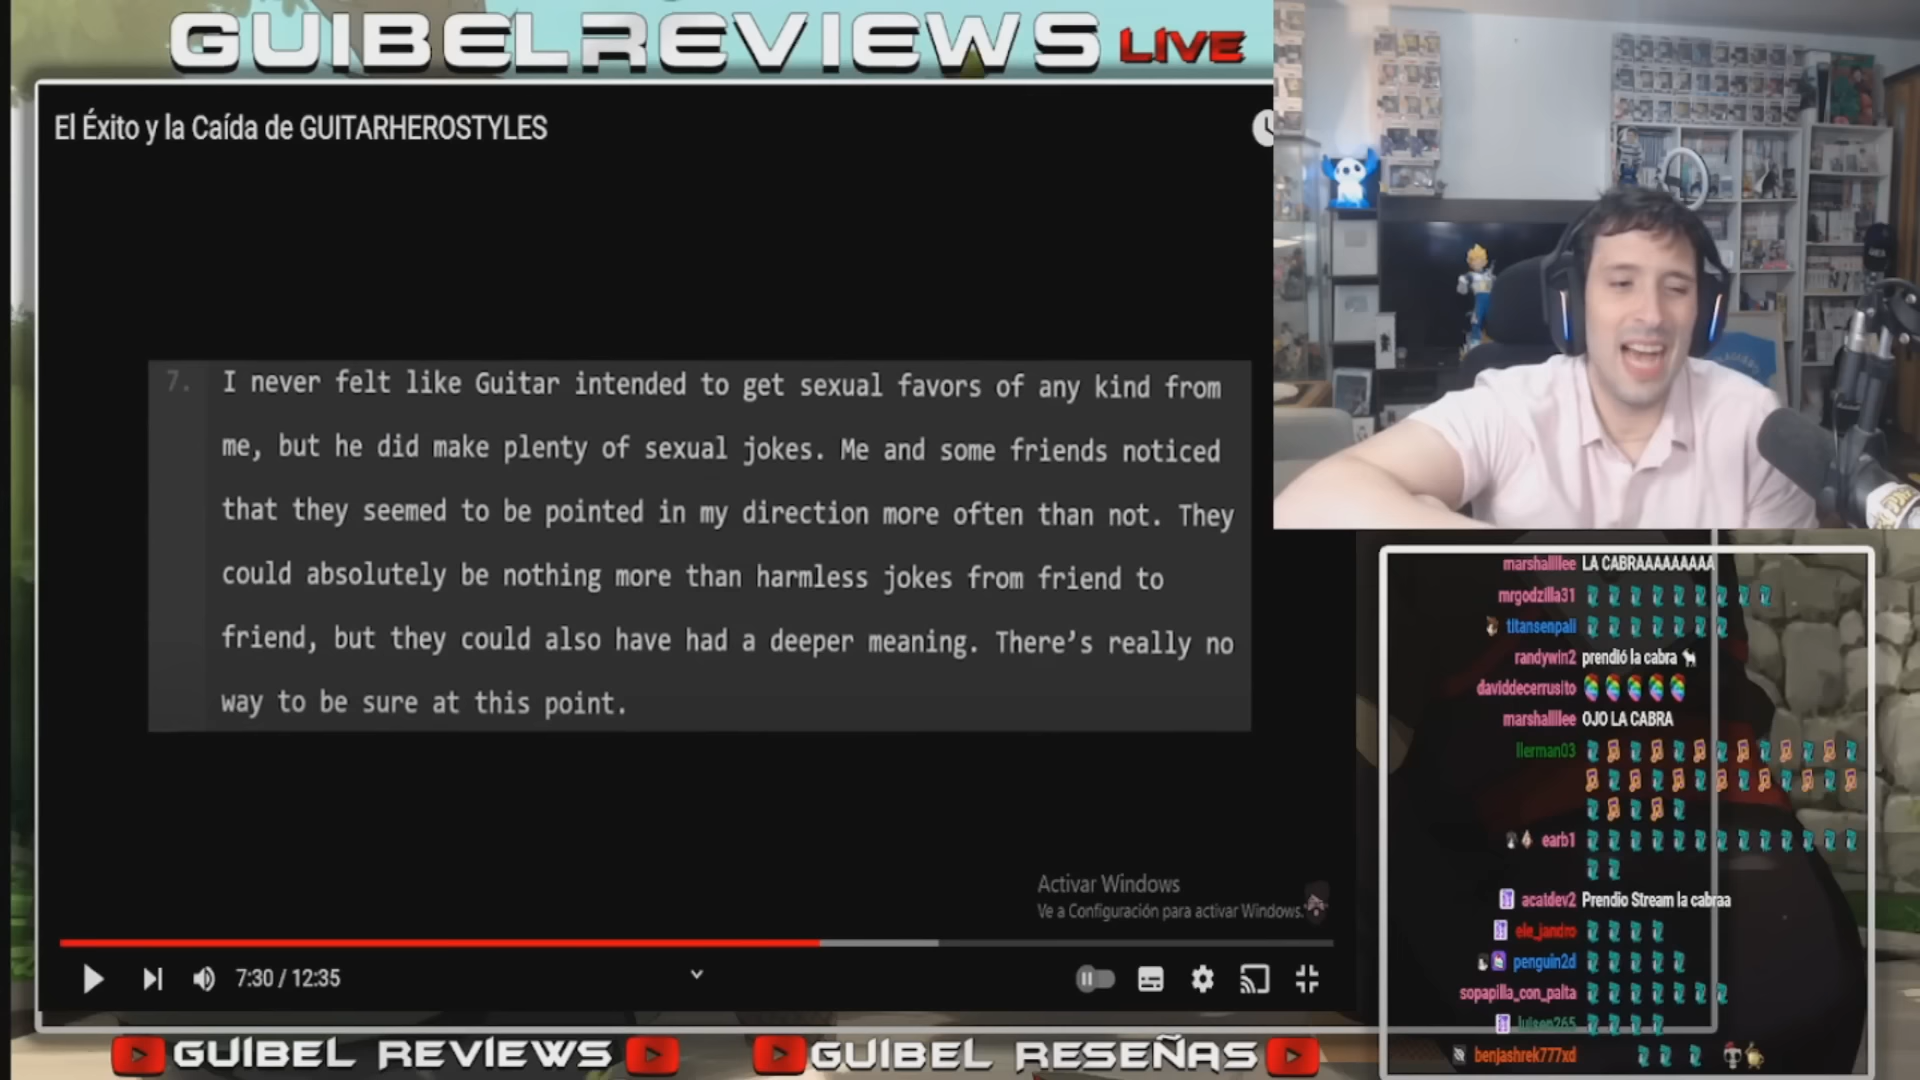 GUIBELREVIEWS LIVE
El Éxito y la Caída de GUITARHEROSTYLES
7. I never felt like Guitar intended to get sexual favors of any kind from
me, but he did make plenty of sexual jokes. Me and some friends noticed
that they seemed to be pointed in my direction more often than not. They
could absolutely be nothing more than harmless jokes from friend to
friend, but they could also have had a deeper meaning. There’s really no
way to be sure at this point.
Activar Windows
Ve a Configuración para activar Windows.
7:30 / 12:35
GUIBEL REVIEWS
GUIBEL RESEÑAS
marshallllee LA CABRAAAAAAAAA
mrgodzilla31
titansenpaii
randywin2 prendió la cabra
daviddecerrusito
marshallllee OJO LA CABRA
llerman03
earb1
acatdev2 Prendio Stream la cabraa
ele_jandro
penguin2d
sopapilla_con_palta
luisen265
benjashrek777xd